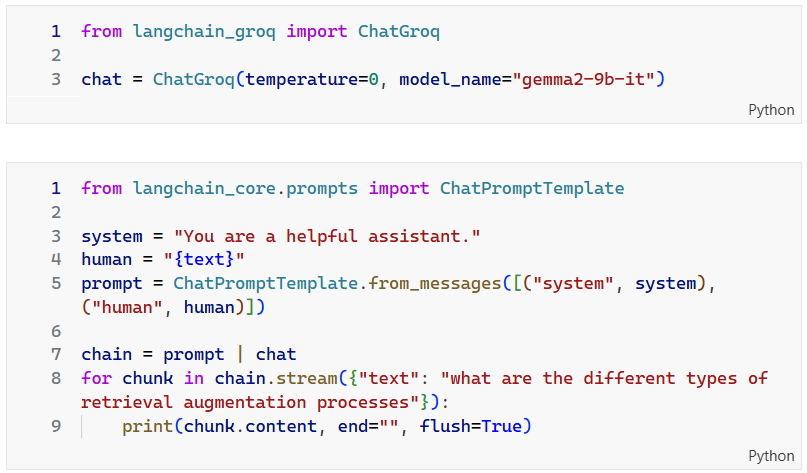 1 from langchain_groq import ChatGroq
2
3 chat = ChatGroq(temperature=0, model_name="gemma2-9b-it")
Python
1 from langchain_core.prompts import ChatPromptTemplate
2
3 system = "You are a helpful assistant."
4 human = "{text}"
5 prompt = ChatPromptTemplate.from_messages([("system", system),
("human", human)])
6
7 chain = prompt | chat
8 for chunk in chain.stream({"text": "what are the different types of
retrieval augmentation processes"}):
9     print(chunk.content, end="", flush=True)
Python